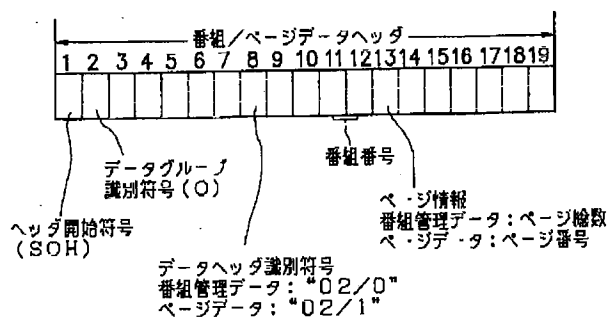 番組/ページデータヘッダ
1 2 3 4 5 6 7 8 9 10 11 12 13 14 15 16 17 18 19
番組番号
データグループ
識別符号(O)
ページ情報
番組管理データ:ページ総数
ページデータ:ページ番号
ヘッダ開始符号
(SOH)
データヘッダ識別符号
番組管理データ:“02/0”
ページデータ:“02/1”